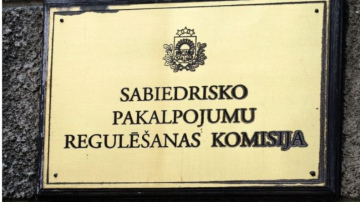 SABIEDRISKO
PAKALPOJUMU
REGULĒŠANAS KOMISIJA